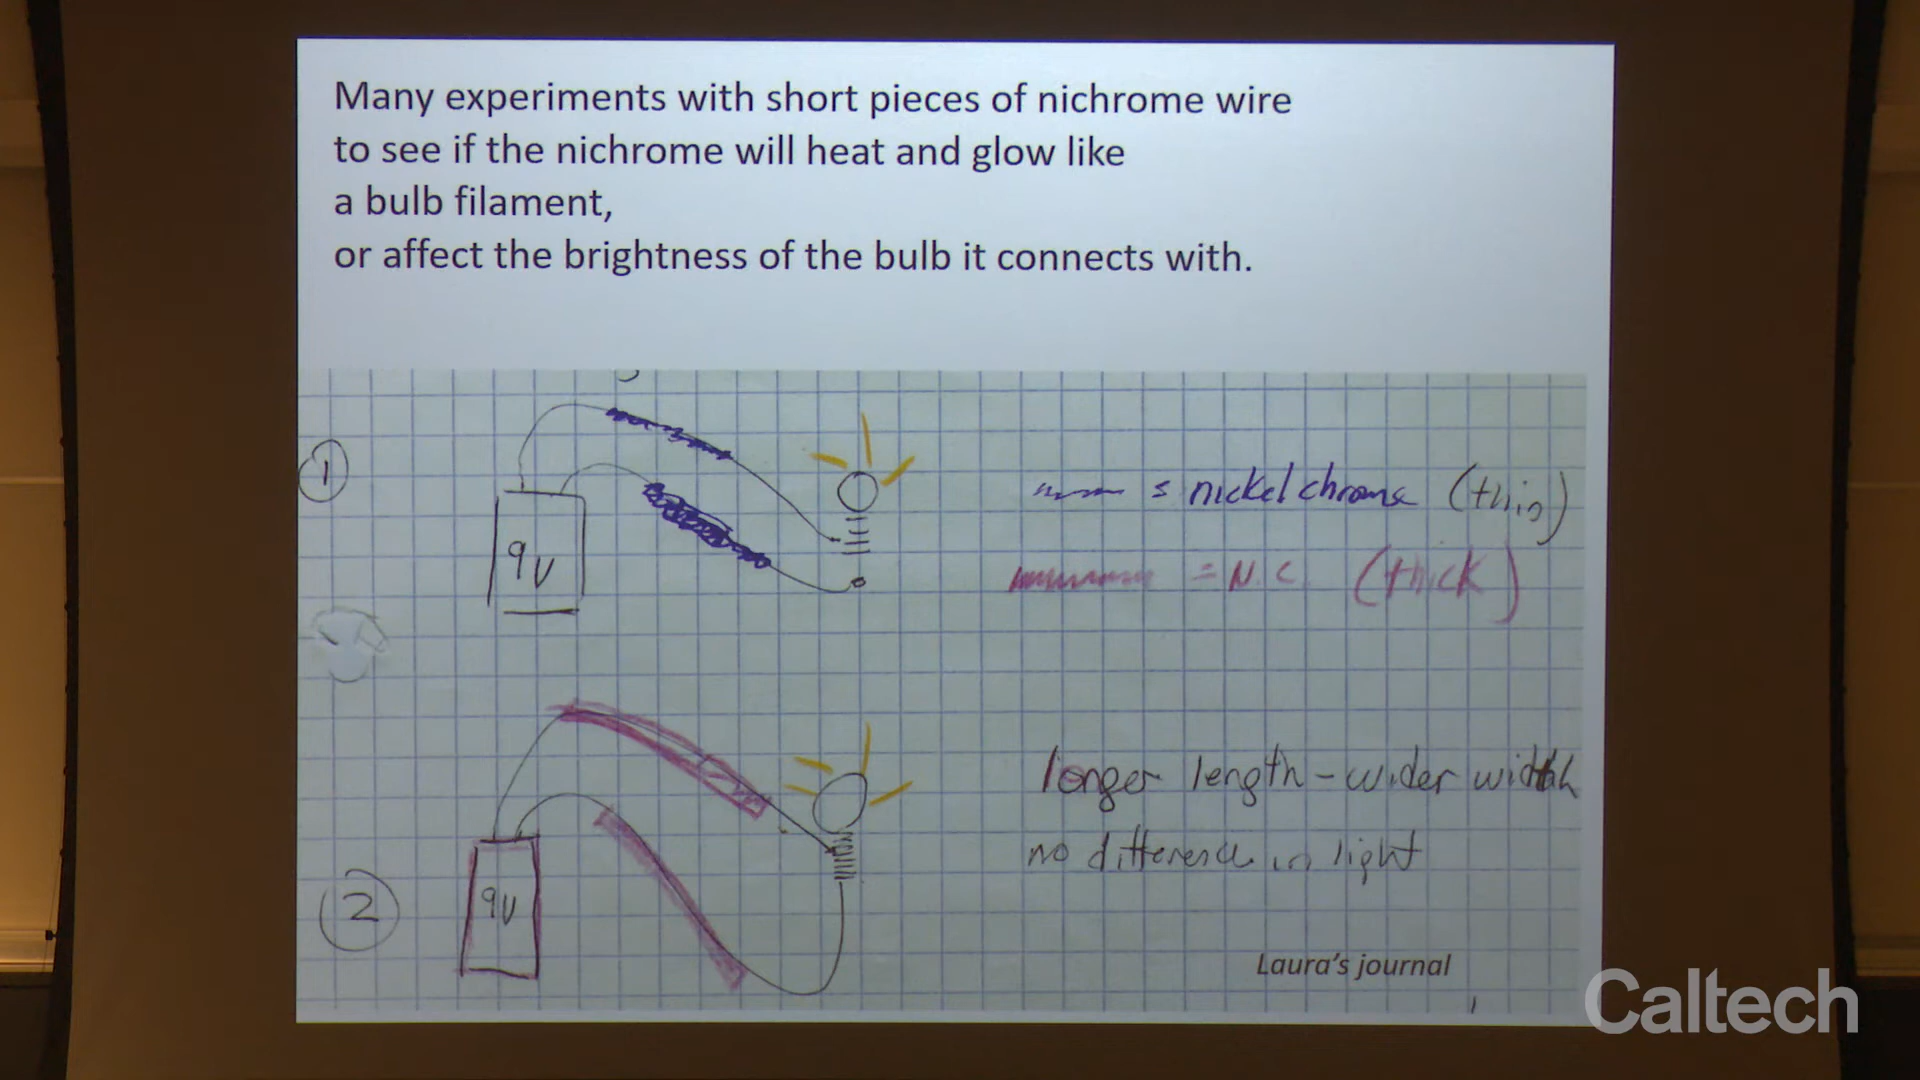 Many experiments with short pieces of nichrome wire
to see if the nichrome will heat and glow like
a bulb filament,
or affect the brightness of the bulb it connects with.
1
9V
= nickel chrome (thin)
= N.C. (thick)
2
9V
longer length - wider width
no difference in light
Laura's journal
Caltech